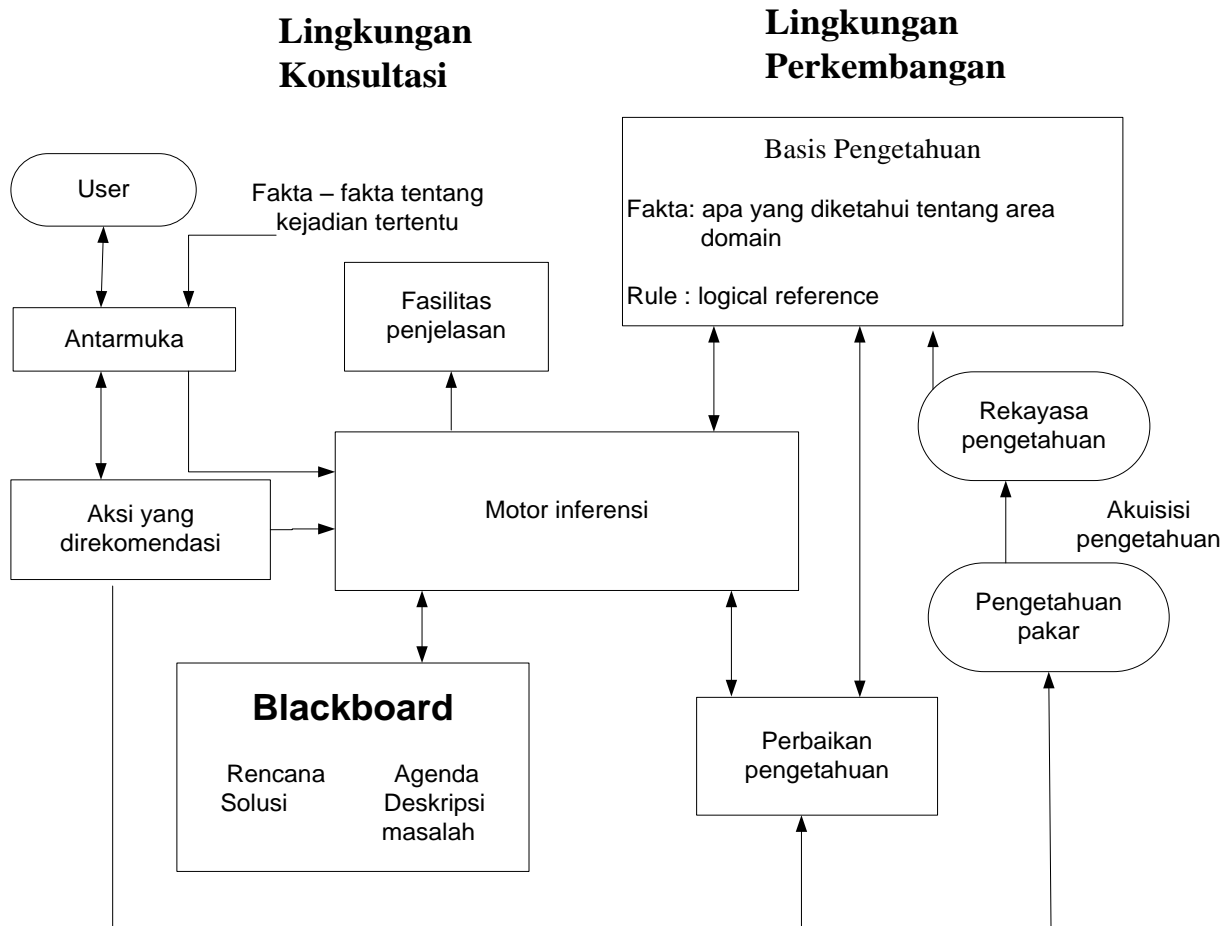 Lingkungan
Konsultasi
Lingkungan
Perkembangan
User
Fakta – fakta tentang
kejadian tertentu
Basis Pengetahuan
Fakta: apa yang diketahui tentang area
domain
Rule : logical reference
Antarmuka
Fasilitas
penjelasan
Rekayasa
pengetahuan
Aksi yang
direkomendasi
Motor inferensi
Akuisisi
pengetahuan
Pengetahuan
pakar
Blackboard
Rencana Agenda
Solusi Deskripsi
masalah
Perbaikan
pengetahuan